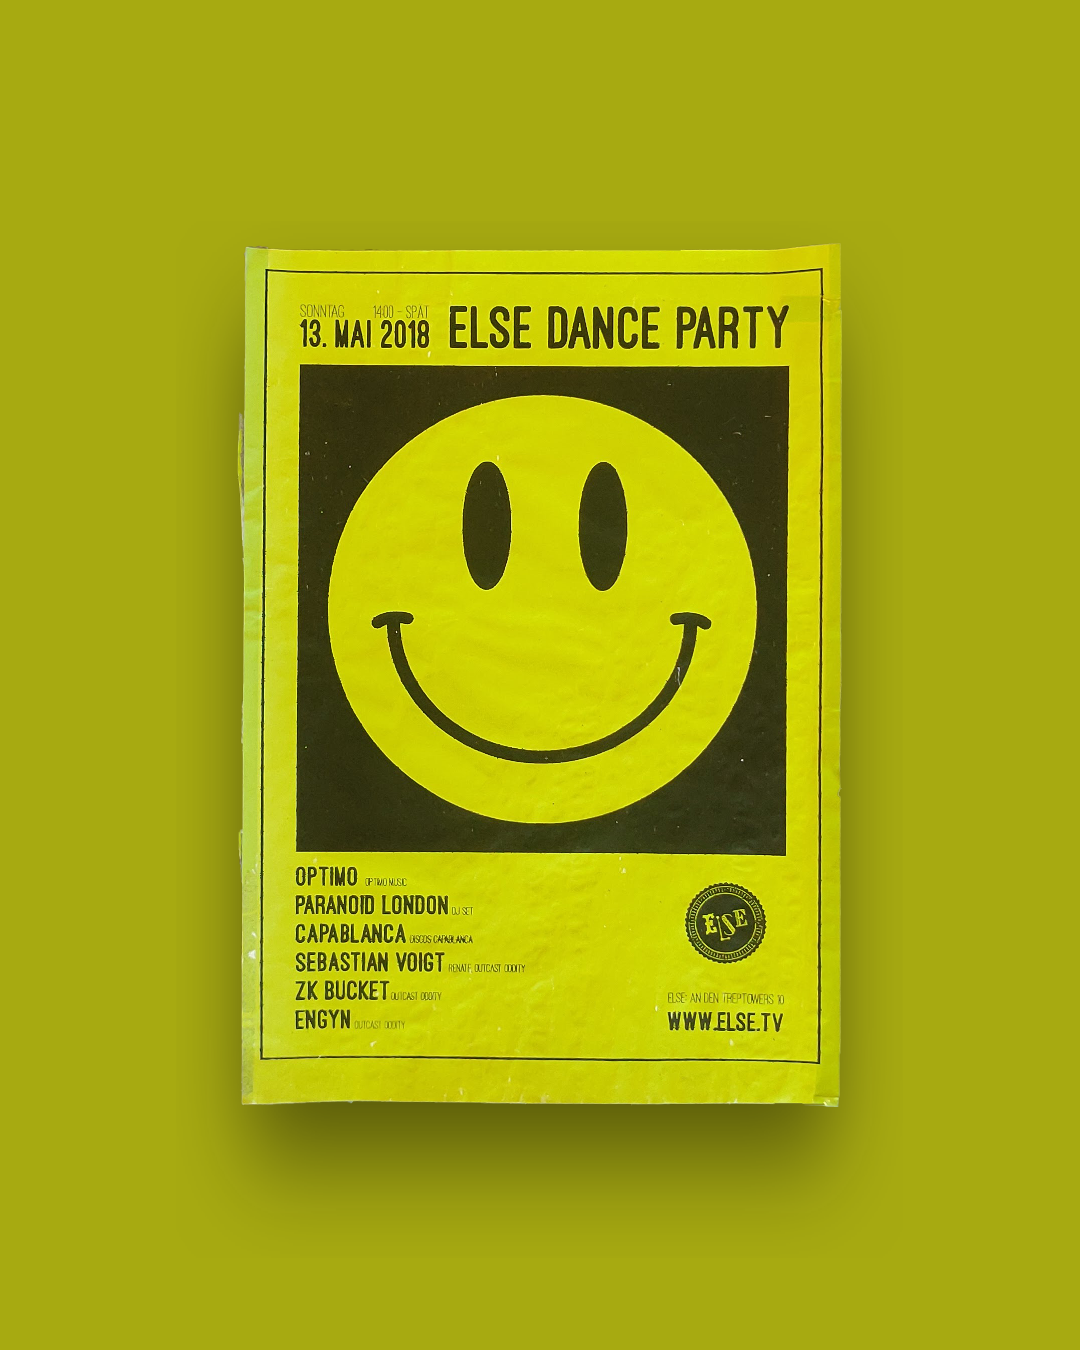 SONNTAG 1400 - SPÄT
13. MAI 2018
ELSE DANCE PARTY
OPTIMO OPTIMO MUSIC
PARANOID LONDON DJ SET
CAPABLANCA DISCOS CAPABLANCA
SEBASTIAN VOIGT RENATE, OUTCAST ODDITY
ZK BUCKET OUTCAST ODDITY
ENGYN OUTCAST ODDITY
ELSE
ELSE: AN DEN TREPTOWERS 10
WWW.ELSE.TV